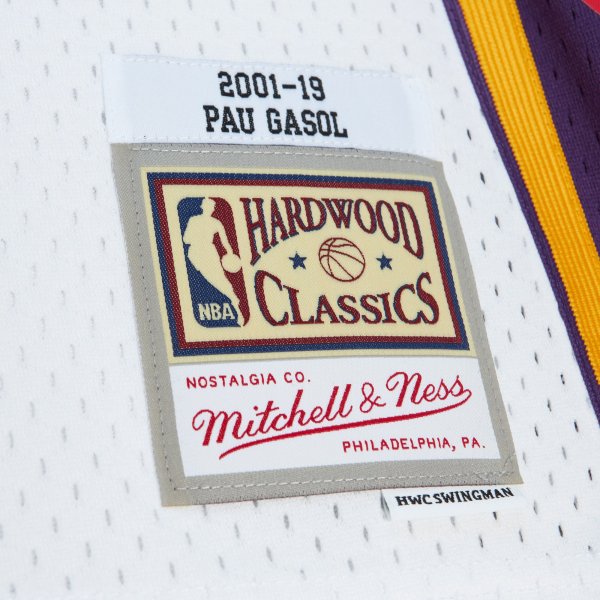 2001-19
PAU GASOL
HARDWOOD
CLASSICS
NBA
NOSTALGIA CO.
Mitchell & Ness
PHILADELPHIA, PA.
HWC SWINGMAN